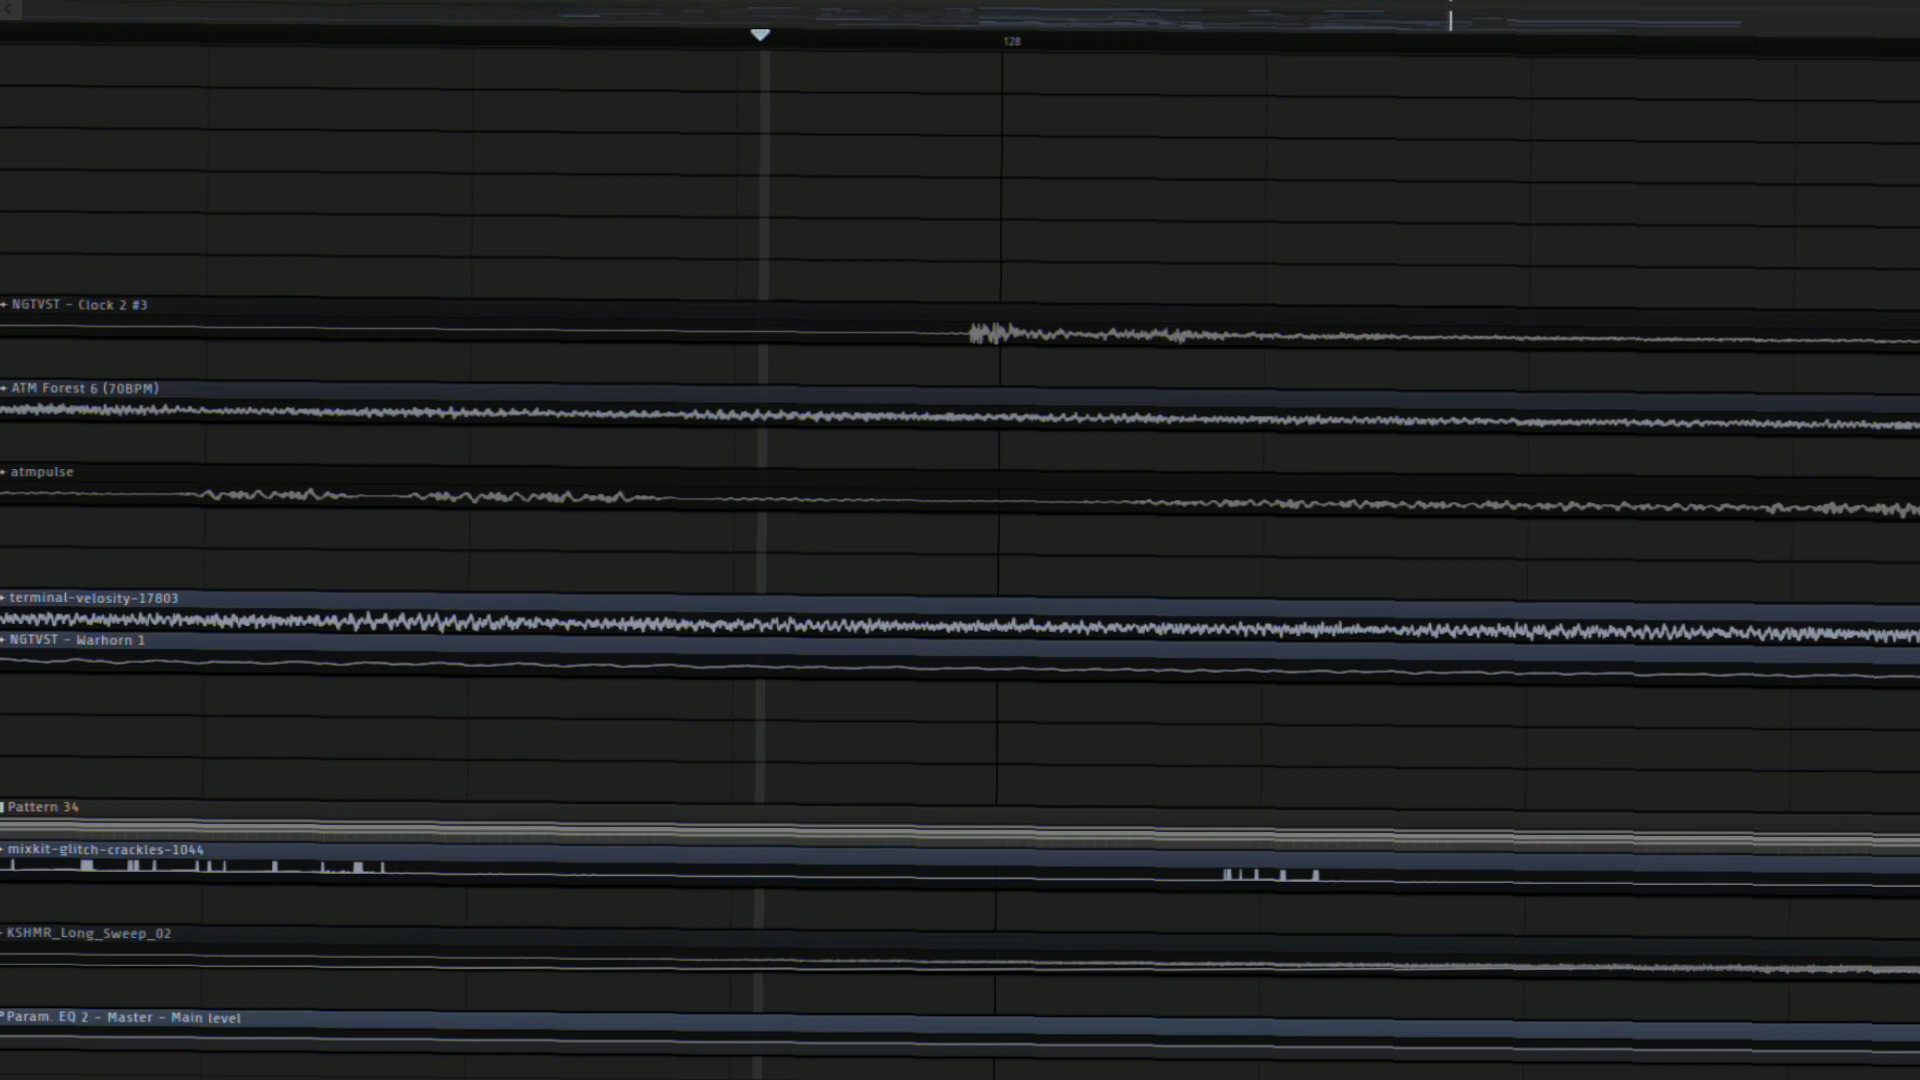 128
NGTVST - Clock 2 #3
ATM Forest 6 (70BPM)
atmpulse
terminal-velosity-17803
NGTVST - Warhorn 1
Pattern 34
mixkit-glitch-crackles-1044
KSHMR_Long_Sweep_02
Param. EQ 2 - Master - Main level